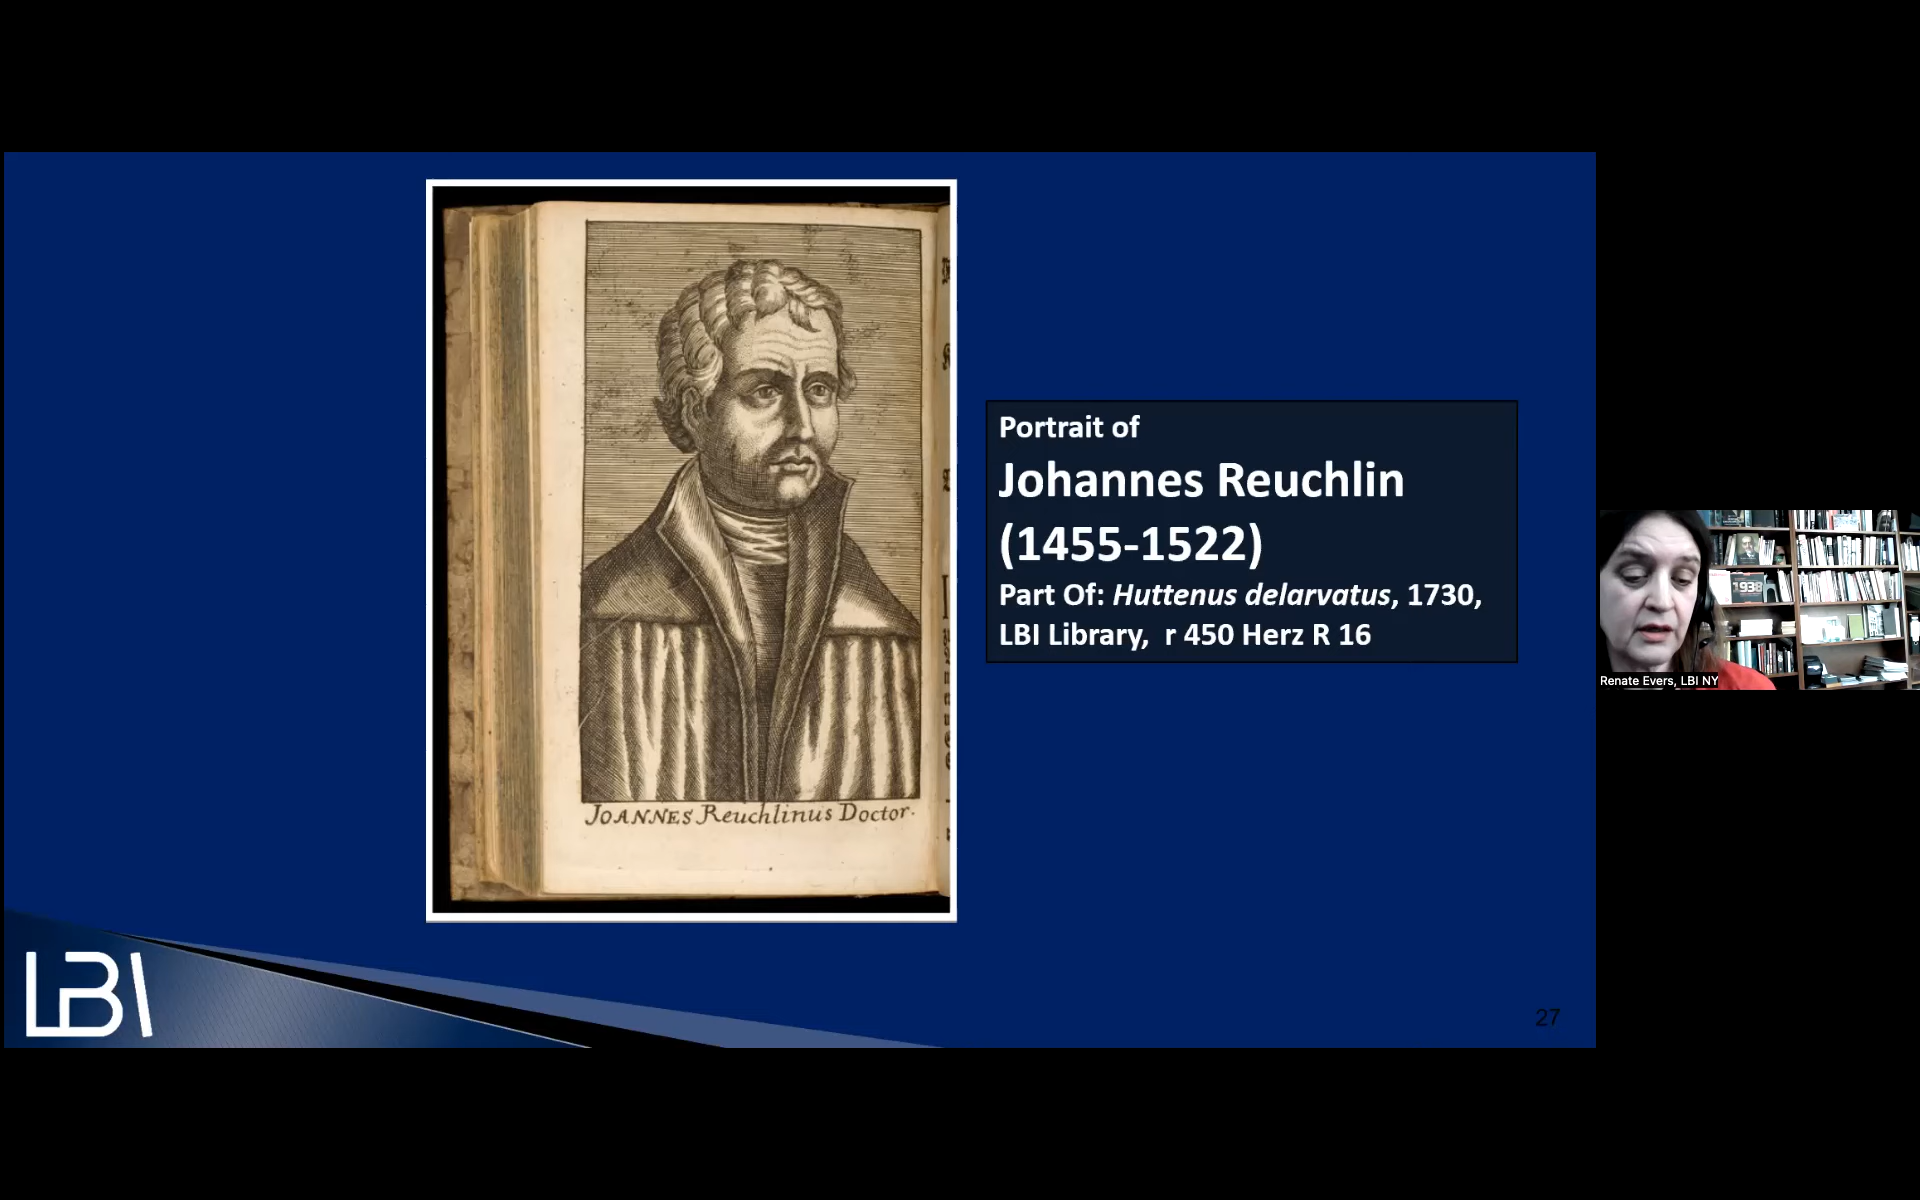 JOANNES Reuchlinus Doctor.
Portrait of
Johannes Reuchlin
(1455-1522)
Part Of: Huttenus delarvatus, 1730,
LBI Library, r 450 Herz R 16
1938
Renate Evers, LBI NY
LBI
27